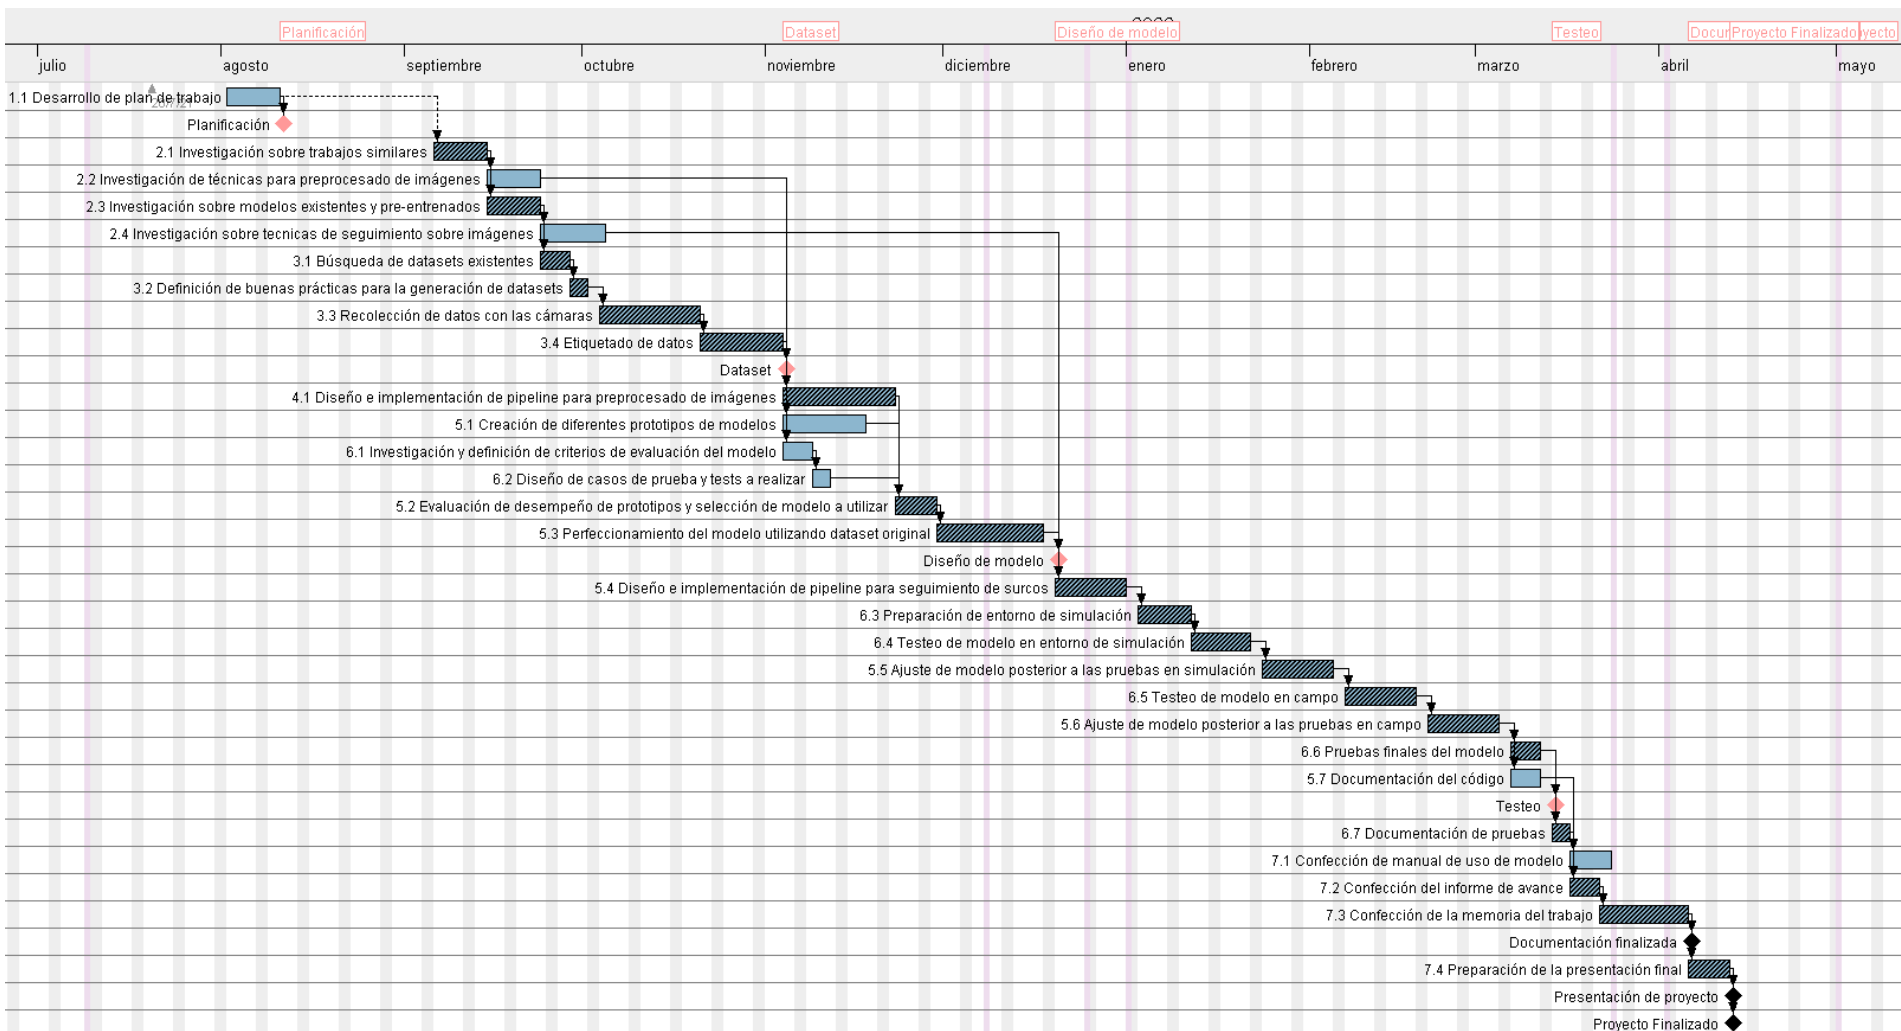 Planificación
Dataset
Diseño de modelo
Testeo
Docur
Proyecto Finalizado
yecto
julio
agosto
septiembre
octubre
noviembre
diciembre
enero
febrero
marzo
abril
mayo
1.1 Desarrollo de plan de trabajo
Planificación
2.1 Investigación sobre trabajos similares
2.2 Investigación de técnicas para preprocesado de imágenes
2.3 Investigación sobre modelos existentes y pre-entrenados
2.4 Investigación sobre tecnicas de seguimiento sobre imágenes
3.1 Búsqueda de datasets existentes
3.2 Definición de buenas prácticas para la generación de datasets
3.3 Recolección de datos con las cámaras
3.4 Etiquetado de datos
Dataset
4.1 Diseño e implementación de pipeline para preprocesado de imágenes
5.1 Creación de diferentes prototipos de modelos
6.1 Investigación y definición de criterios de evaluación del modelo
6.2 Diseño de casos de prueba y tests a realizar
5.2 Evaluación de desempeño de prototipos y selección de modelo a utilizar
5.3 Perfeccionamiento del modelo utilizando dataset original
Diseño de modelo
5.4 Diseño e implementación de pipeline para seguimiento de surcos
6.3 Preparación de entorno de simulación
6.4 Testeo de modelo en entorno de simulación
5.5 Ajuste de modelo posterior a las pruebas en simulación
6.5 Testeo de modelo en campo
5.6 Ajuste de modelo posterior a las pruebas en campo
6.6 Pruebas finales del modelo
5.7 Documentación del código
Testeo
6.7 Documentación de pruebas
7.1 Confección de manual de uso de modelo
7.2 Confección del informe de avance
7.3 Confección de la memoria del trabajo
Documentación finalizada
7.4 Preparación de la presentación final
Presentación de proyecto
Proyecto Finalizado